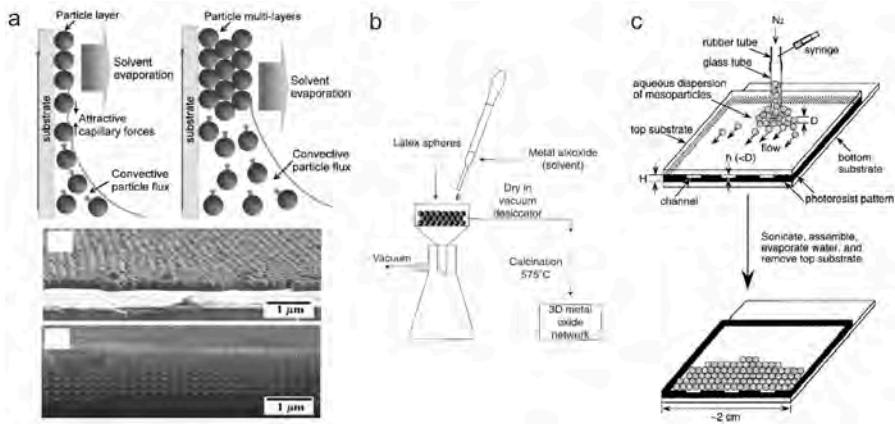 a
Particle layer
Solvent
evaporation
substrate
Attractive
capillary forces
Convective
particle flux
Particle multi-layers
Solvent
evaporation
substrate
Convective
particle flux
1 µm
1 µm
b
Latex spheres
Metal alkoxide
(solvent)
Dry in
vacuum
desiccator
Vacuum
Calcination
575°C
3D metal
oxide
network
c
N₂
rubber tube
syringe
glass tube
aqueous dispersion
of mesoparticles
D
top substrate
flow
h (<D)
bottom
substrate
H
channel
photoresist pattern
Sonicate, assemble,
evaporate water, and
remove top substrate
~2 cm